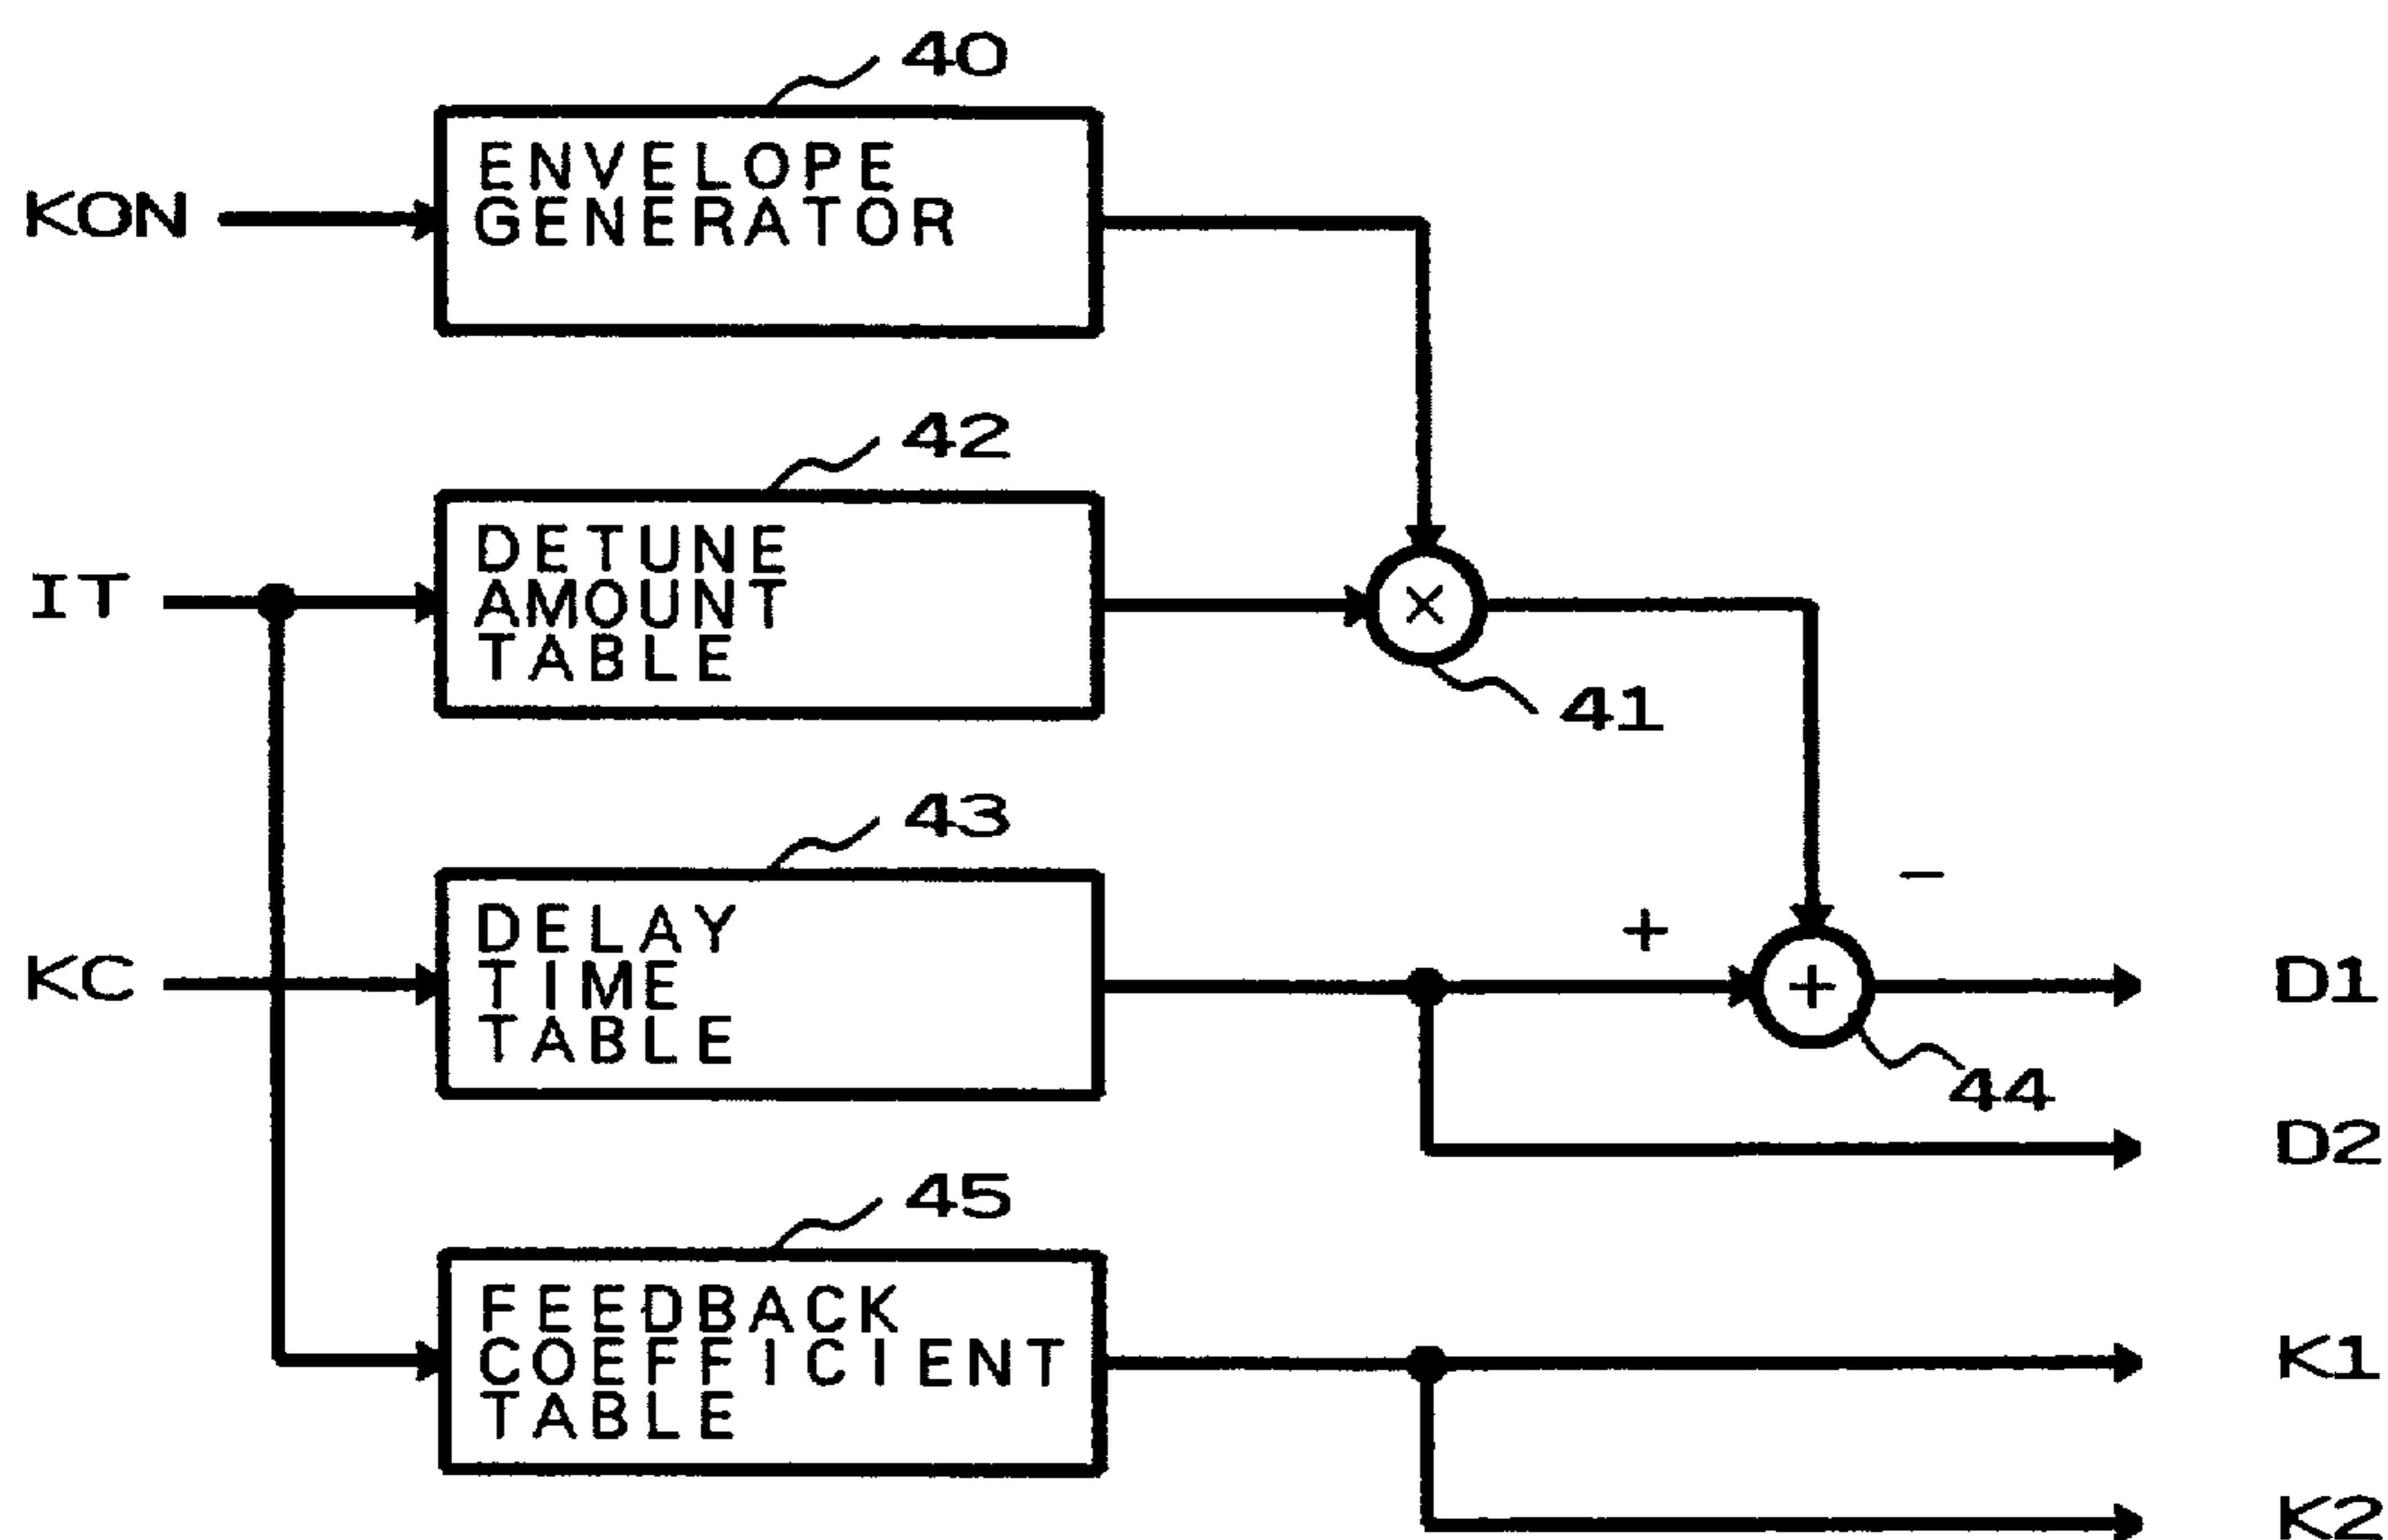 40
ENVELOPE
GENERATOR
KON
42
DETUNE
AMOUNT
TABLE
IT
×
41
43
DELAY
TIME
TABLE
KC
−
+
+
44
D1
D2
45
FEEDBACK
COEFFICIENT
TABLE
K1
K2